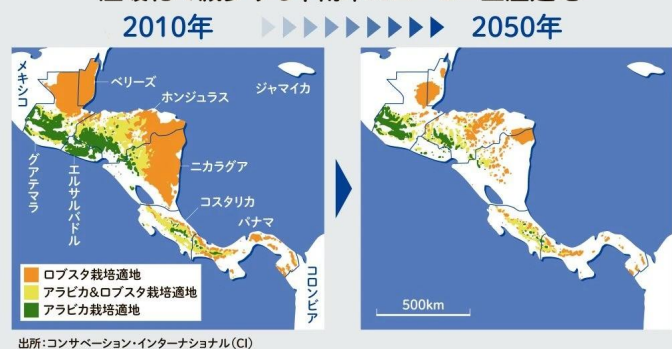 2010年
2050年
メキシコ
ベリーズ
ホンジュラス
ジャマイカ
グアテマラ
エルサルバドル
ニカラグア
コスタリカ
パナマ
コロンビア
ロブスタ栽培適地
アラビカ&ロブスタ栽培適地
アラビカ栽培適地
500km
出所:コンサベーション・インターナショナル(CI)